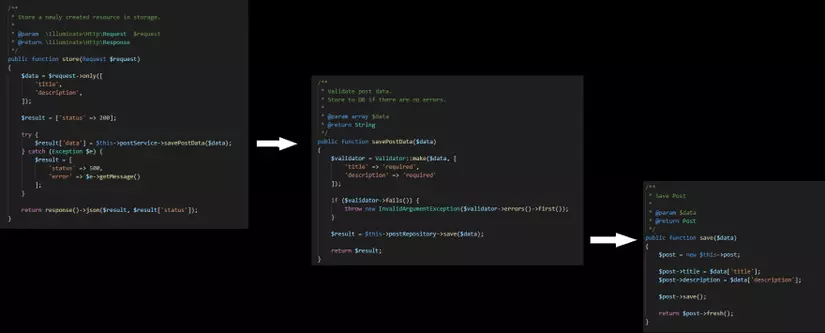 /**
 * Store a newly created resource in storage.
 *
 * @param  \Illuminate\Http\Request  $request
 * @return \Illuminate\Http\Response
 */
public function store(Request $request)
{
    $data = $request->only([
        'title',
        'description',
    ]);

    $result = ['status' => 200];

    try {
        $result['data'] = $this->postService->savePostData($data);
    } catch (Exception $e) {
        $result = [
            'status' => 500,
            'error' => $e->getMessage()
        ];
    }

    return response()->json($result, $result['status']);
}
/**
 * Validate post data.
 * Store to DB if there are no errors.
 *
 * @param array $data
 * @return String
 */
public function savePostData($data)
{
    $validator = Validator::make($data, [
        'title' => 'required',
        'description' => 'required'
    ]);

    if ($validator->fails()) {
        throw new InvalidArgumentException($validator->errors()->first());
    }

    $result = $this->postRepository->save($data);

    return $result;
}
/**
 * Save Post
 *
 * @param $data
 * @return Post
 */
public function save($data)
{
    $post = new $this->post;

    $post->title = $data['title'];
    $post->description = $data['description'];

    $post->save();

    return $post->fresh();
}